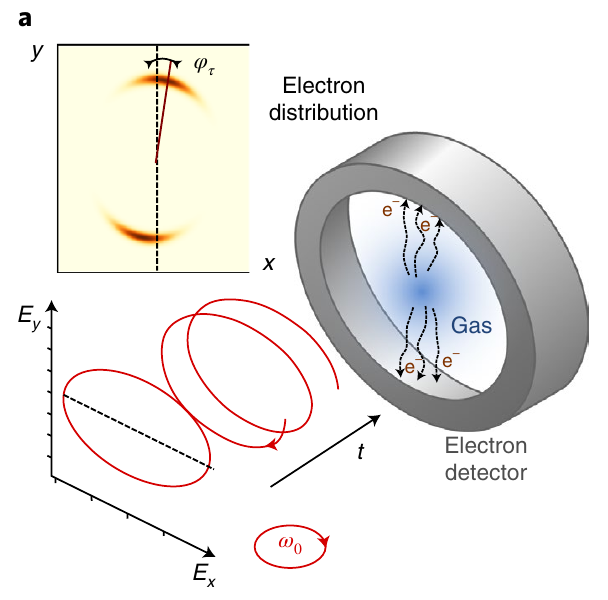 a
y
φτ
x
Electron
distribution
e⁻
e⁻
Gas
e⁻
e⁻
Electron
detector
Ey
t
ω0
Ex